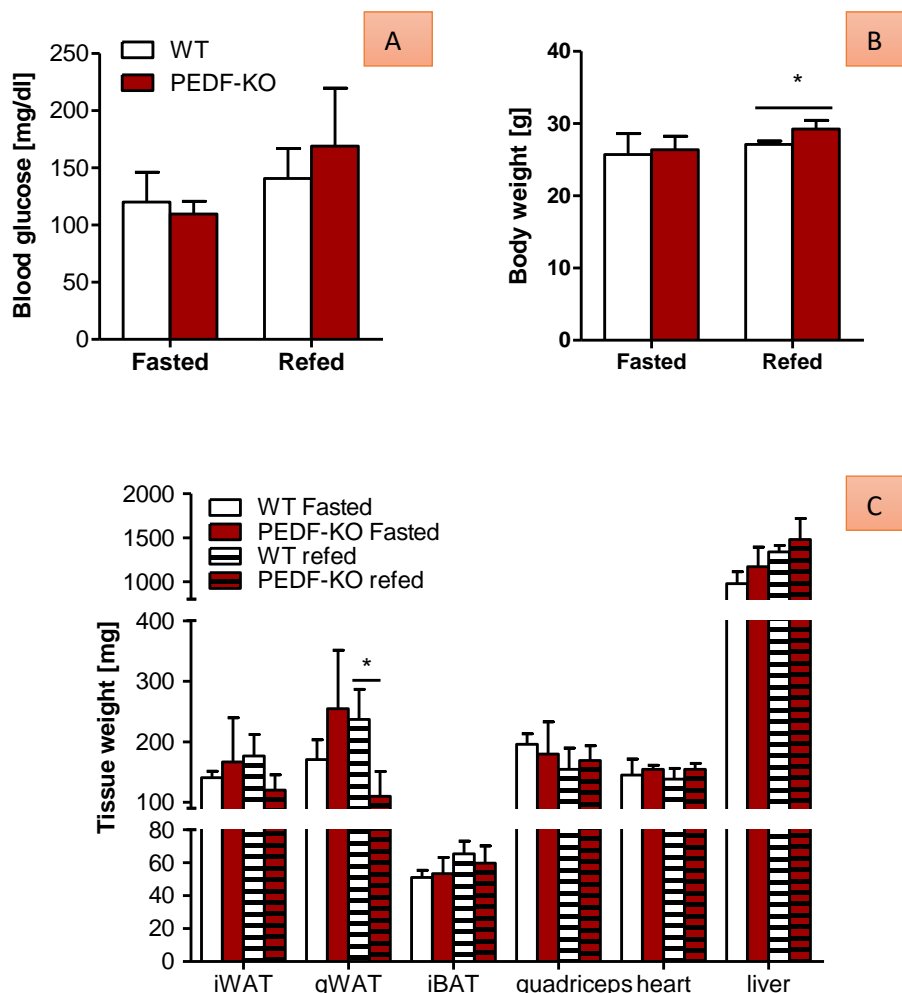 A
WT
PEDF-KO
Blood glucose [mg/dl]
250
200
150
100
50
0
Fasted Refed
B
Body weight [g]
40
30
20
10
0
*
Fasted Refed
C
WT Fasted
PEDF-KO Fasted
WT refed
PEDF-KO refed
Tissue weight [mg]
2000
1500
1000
400
300
200
100
80
60
40
20
0
*
iWAT gWAT iBAT quadriceps heart liver